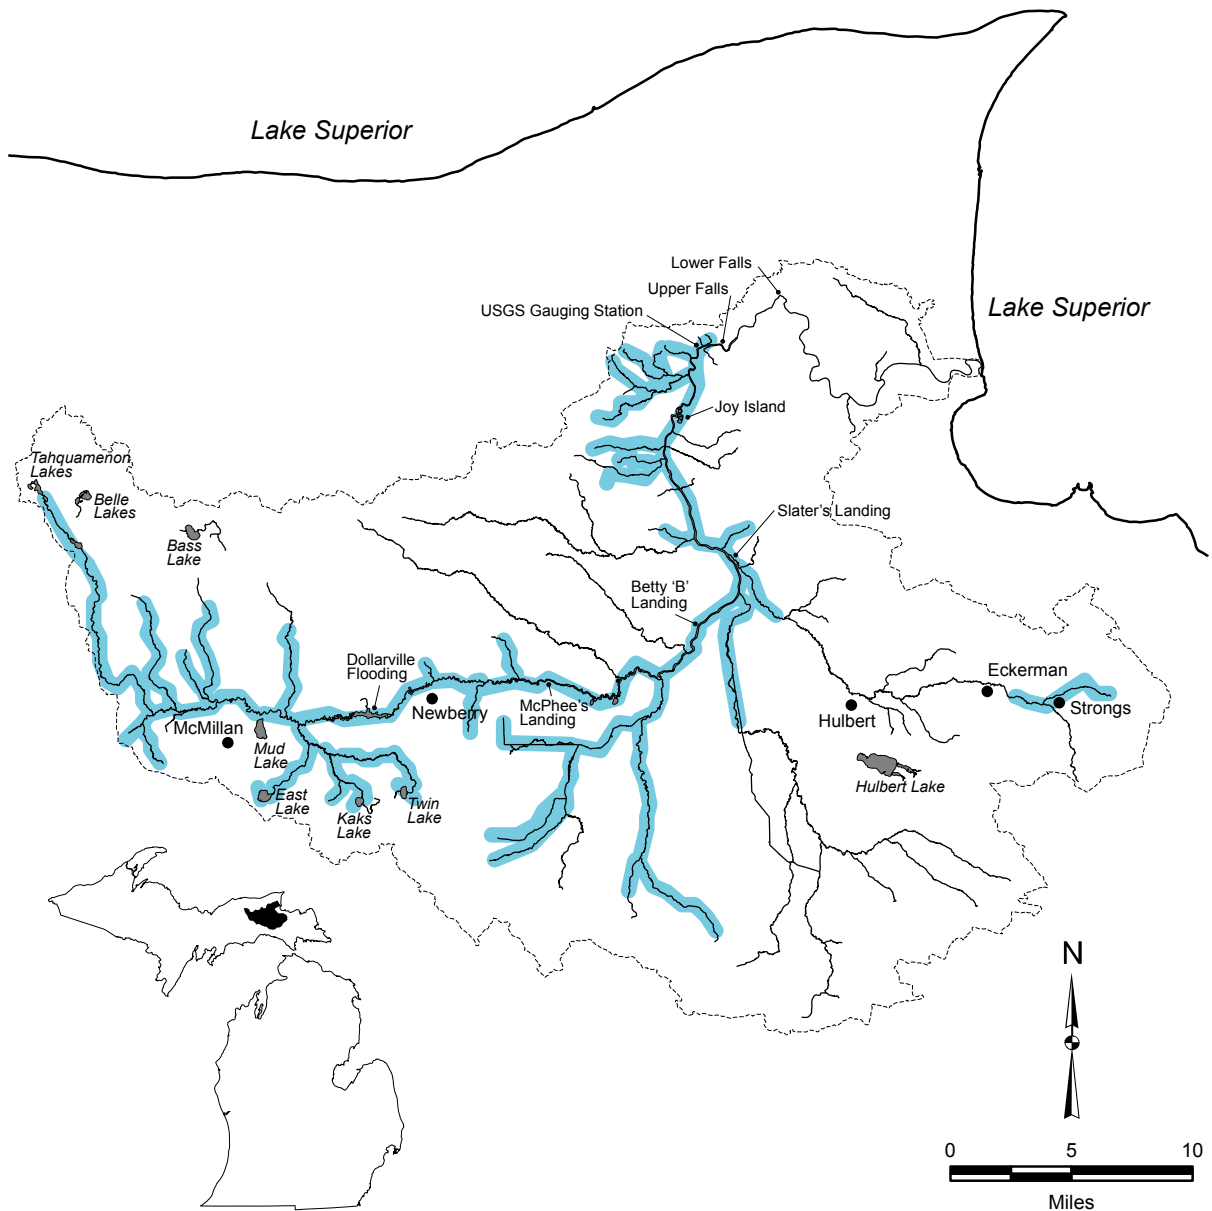 Lake Superior
Lower Falls
Upper Falls
USGS Gauging Station
Lake Superior
Joy Island
Tahquamenon
Lakes
Belle
Lakes
Bass
Lake
Slater's Landing
Betty 'B'
Landing
Dollarville
Flooding
Eckerman
McPhee's
Landing
Newberry
Strongs
Hulbert
McMillan
Mud
Lake
Hulbert Lake
East
Lake
Kaks
Lake
Twin
Lake
N
0 5 10
Miles